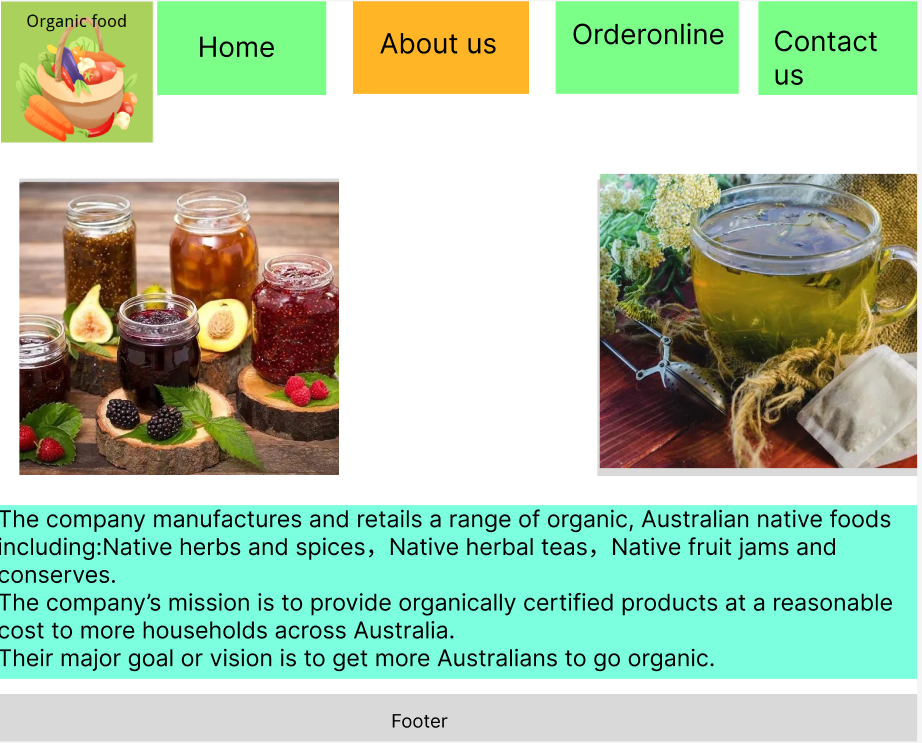 Organic food
Home
About us
Orderonline
Contact
us
The company manufactures and retails a range of organic, Australian native foods
including:Native herbs and spices，Native herbal teas，Native fruit jams and
conserves.
The company’s mission is to provide organically certified products at a reasonable
cost to more households across Australia.
Their major goal or vision is to get more Australians to go organic.
Footer